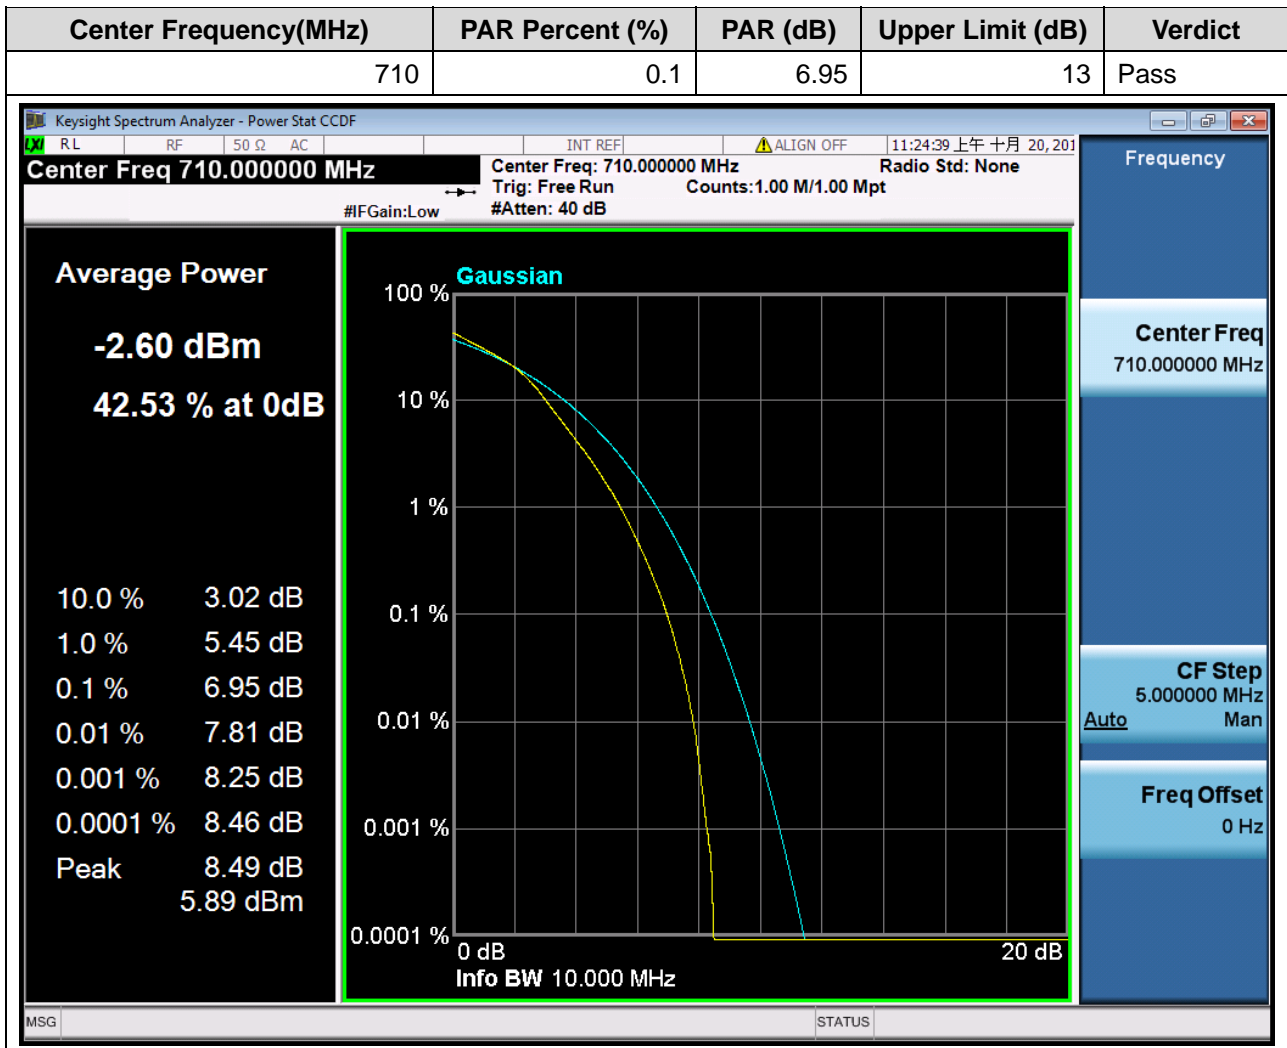 Center Frequency(MHz) PAR Percent (%) PAR (dB) Upper Limit (dB) Verdict
710 0.1 6.95 13 Pass
Keysight Spectrum Analyzer - Power Stat CCDF
LXI RL RF 50 Ω AC INT REF ALIGN OFF 11:24:39 上午 十月 20, 201
Center Freq 710.000000 MHz
Center Freq: 710.000000 MHz Radio Std: None
Trig: Free Run Counts:1.00 M/1.00 Mpt
#IFGain:Low #Atten: 40 dB
Average Power
-2.60 dBm
42.53 % at 0dB
10.0 % 3.02 dB
1.0 % 5.45 dB
0.1 % 6.95 dB
0.01 % 7.81 dB
0.001 % 8.25 dB
0.0001 % 8.46 dB
Peak 8.49 dB
5.89 dBm
Gaussian
100 %
10 %
1 %
0.1 %
0.01 %
0.001 %
0.0001 %
0 dB 20 dB
Info BW 10.000 MHz
Frequency
Center Freq
710.000000 MHz
CF Step
5.000000 MHz
Auto Man
Freq Offset
0 Hz
MSG STATUS